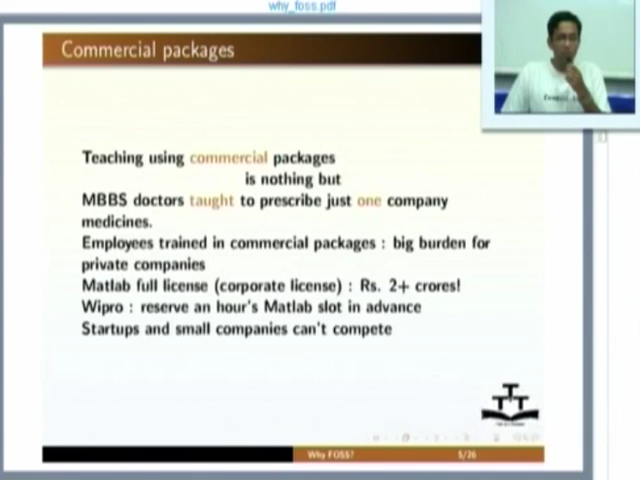 why_foss.pdf
Commercial packages
Teaching using commercial packages
is nothing but
MBBS doctors taught to prescribe just one company
medicines.
Employees trained in commercial packages : big burden for
private companies
Matlab full license (corporate license) : Rs. 2+ crores!
Wipro : reserve an hour's Matlab slot in advance
Startups and small companies can't compete
T
T T
Why FOSS?
5/26